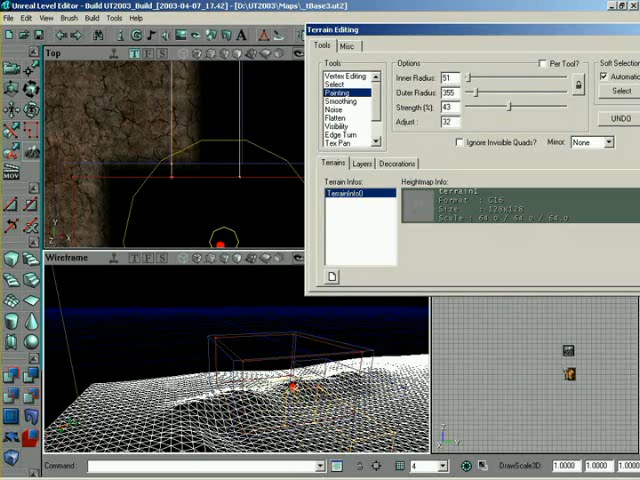 Unreal Level Editor - Build UT2003_Build_[2003-04-07_17.42] - [D:\UT2003\Maps\_tBase3.ut2]
File Edit View Brush Build Tools Help
Top
T F S
Terrain Editing
Tools Misc
Tools
Vertex Editing
Select
Painting
Smoothing
Noise
Flatten
Visibility
Edge Turn
Tex Pan
Options
Per Tool?
Inner Radius: 51
Outer Radius: 355
Strength (%): 43
Adjust : 32
Ignore Invisible Quads?
Mirror: None
Soft Selection
Automatic
Select
UNDO
Terrains Layers Decorations
Terrain Infos:
TerrainInfo0
Heightmap Info:
terrain1
Format : G16
Size : 128x128
Scale : 64.0 / 64.0 / 64.0
MOV
Y
Z X
Wireframe
T F S
Z
Y
Command :
4
DrawScale3D: 1.0000 1.0000 1.0000